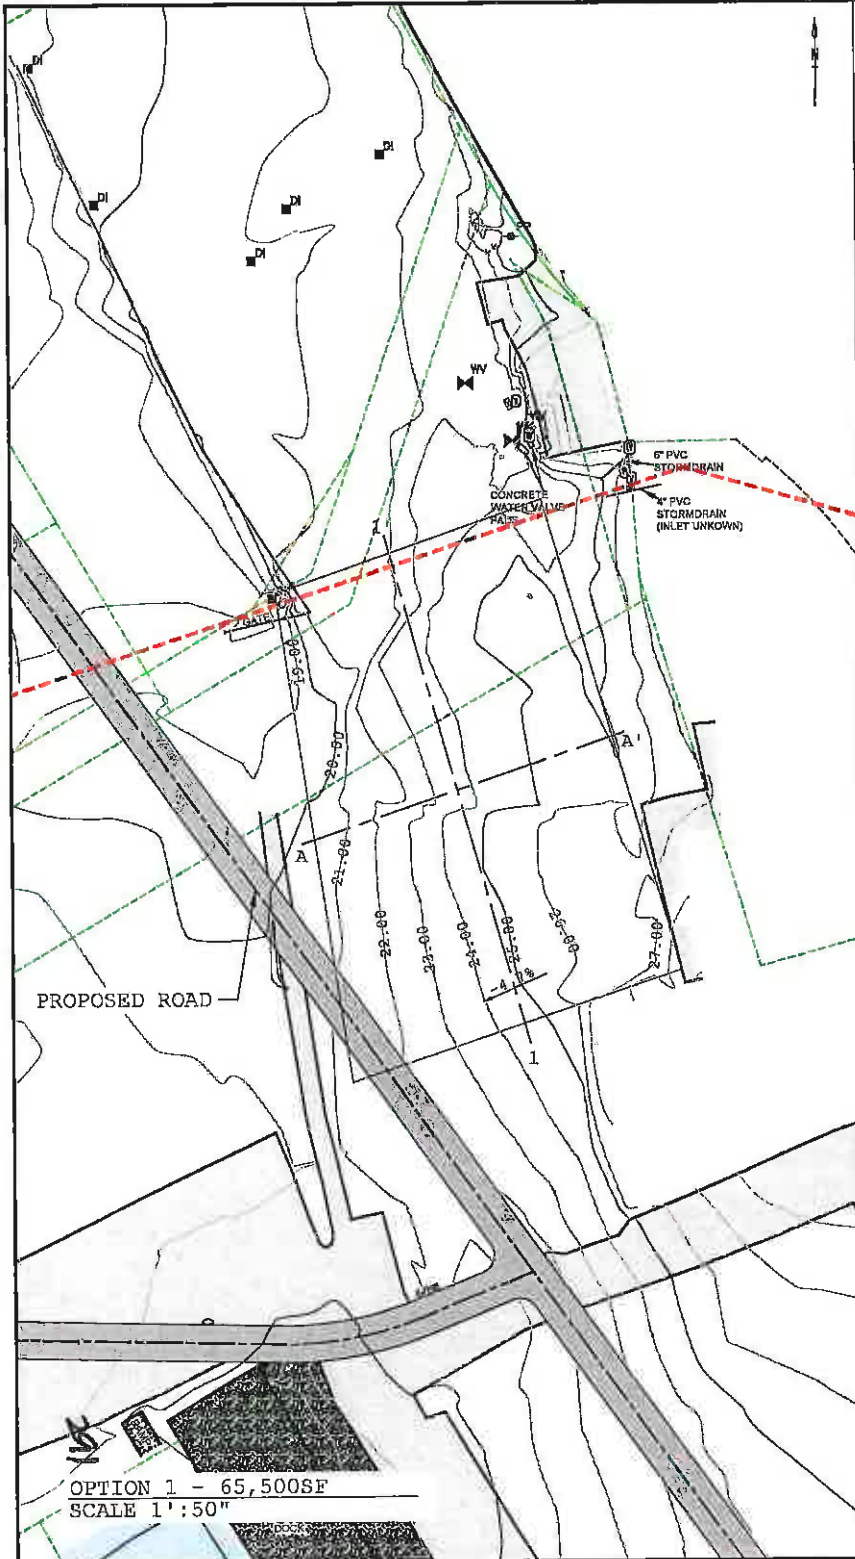 DI
N
DI
DI
DI
DI
WV
6" PVC
STORMDRAIN
CONCRETE
WATER VALVE
4" PVC
STORMDRAIN
(INLET UNKOWN)
1
GATE
19.00
20.00
A'
A
21.00
22.00
23.00
24.00
25.00
26.00
27.00
PROPOSED ROAD
1
RAMP
OPTION 1 - 65,500SF
SCALE 1':50"
DOCK